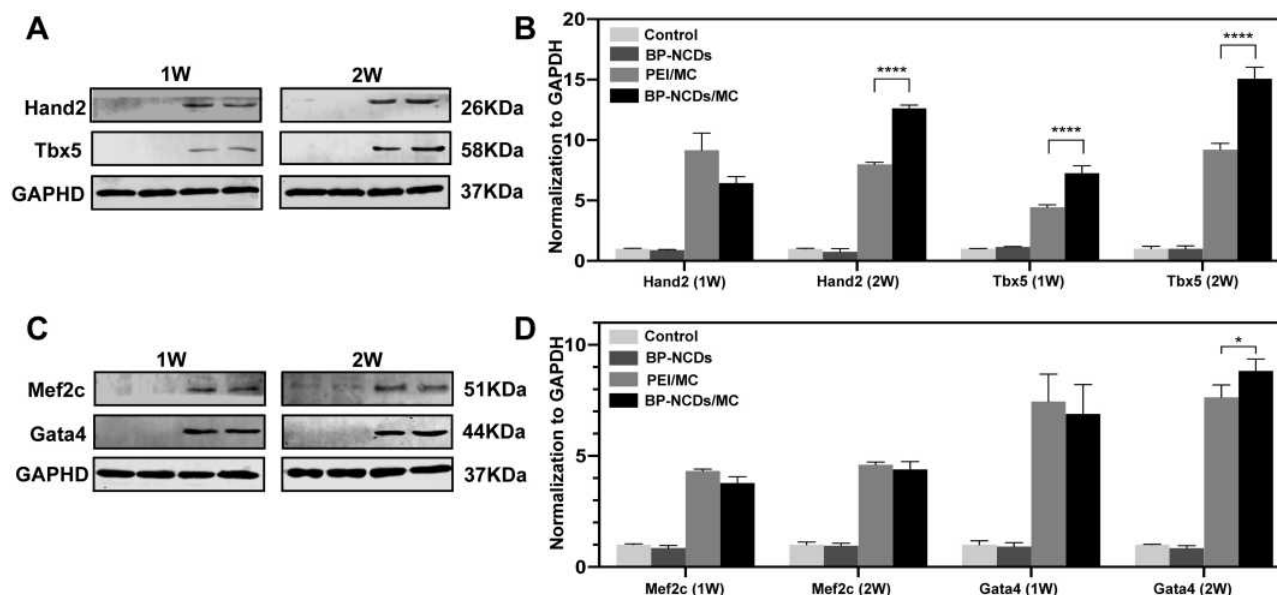 A
1W 2W
Hand2 26KDa
Tbx5 58KDa
GAPHD 37KDa
B
Normalization to GAPDH
20
15
10
5
0
Control
BP-NCDs
PEI/MC
BP-NCDs/MC
****
****
****
Hand2 (1W) Hand2 (2W) Tbx5 (1W) Tbx5 (2W)
C
1W 2W
Mef2c 51KDa
Gata4 44KDa
GAPHD 37KDa
D
Normalization to GAPDH
10
5
0
Control
BP-NCDs
PEI/MC
BP-NCDs/MC
*
Mef2c (1W) Mef2c (2W) Gata4 (1W) Gata4 (2W)